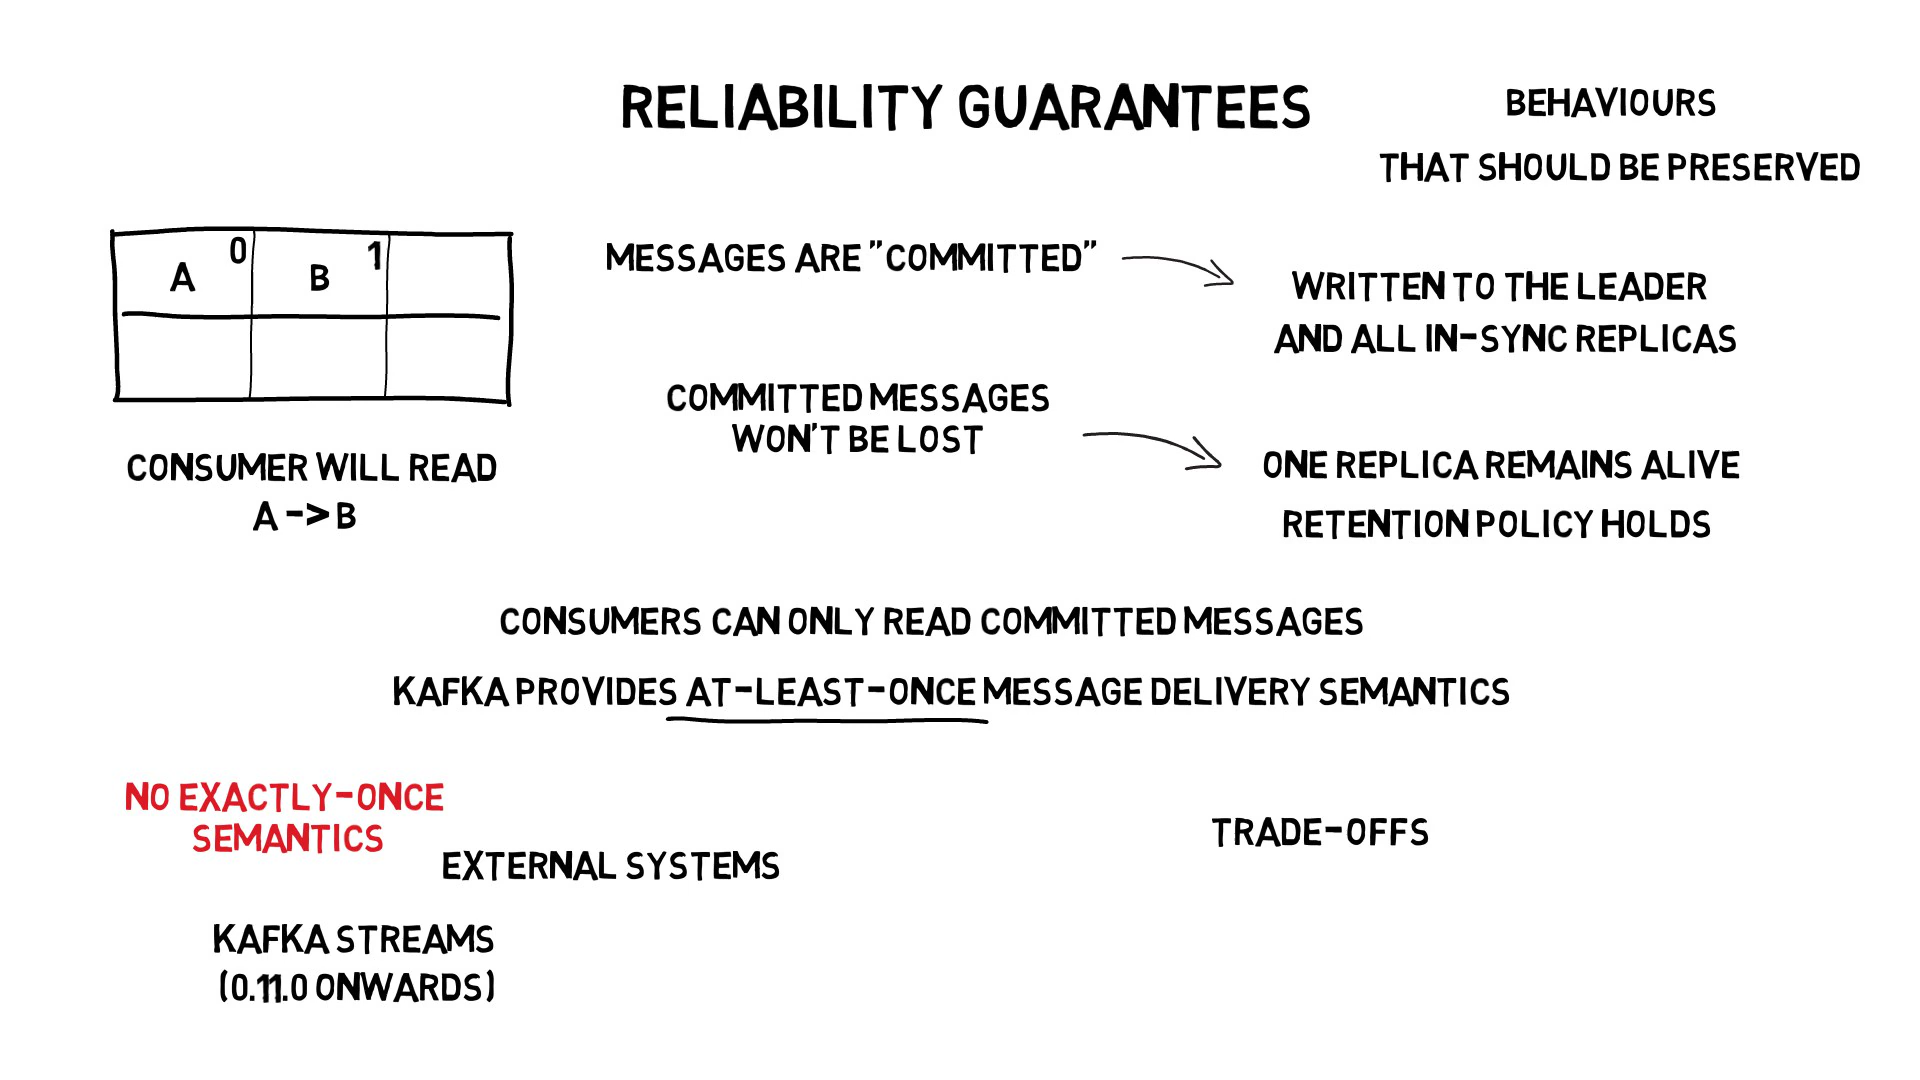 RELIABILITY GUARANTEES
BEHAVIOURS
THAT SHOULD BE PRESERVED
A 0 B 1
CONSUMER WILL READ
A -> B
MESSAGES ARE "COMMITTED"
WRITTEN TO THE LEADER
AND ALL IN-SYNC REPLICAS
COMMITTED MESSAGES
WON'T BE LOST
ONE REPLICA REMAINS ALIVE
RETENTION POLICY HOLDS
CONSUMERS CAN ONLY READ COMMITTED MESSAGES
KAFKA PROVIDES AT-LEAST-ONCE MESSAGE DELIVERY SEMANTICS
NO EXACTLY-ONCE
SEMANTICS
EXTERNAL SYSTEMS
KAFKA STREAMS
(0.11.0 ONWARDS)
TRADE-OFFS